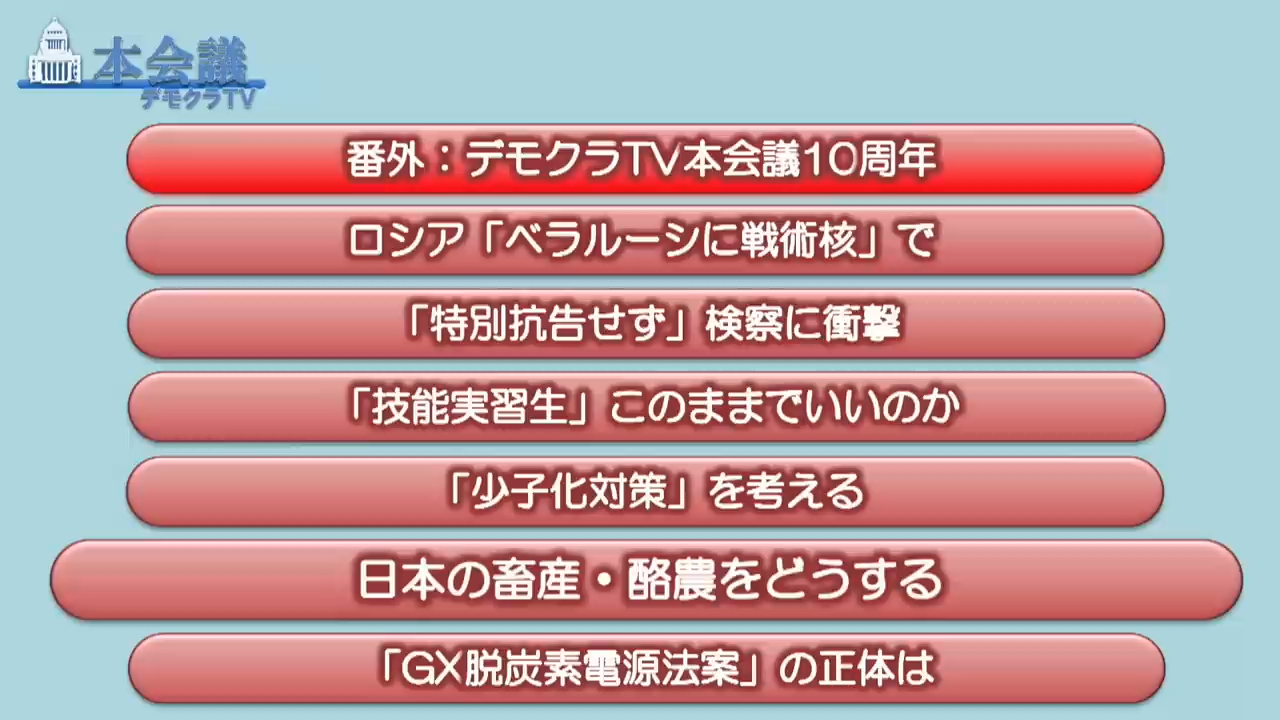 本会議
デモクラTV
番外：デモクラTV本会議10周年
ロシア「ベラルーシに戦術核」で
「特別抗告せず」検察に衝撃
「技能実習生」このままでいいのか
「少子化対策」を考える
日本の畜産・酪農をどうする
「GX脱炭素電源法案」の正体は